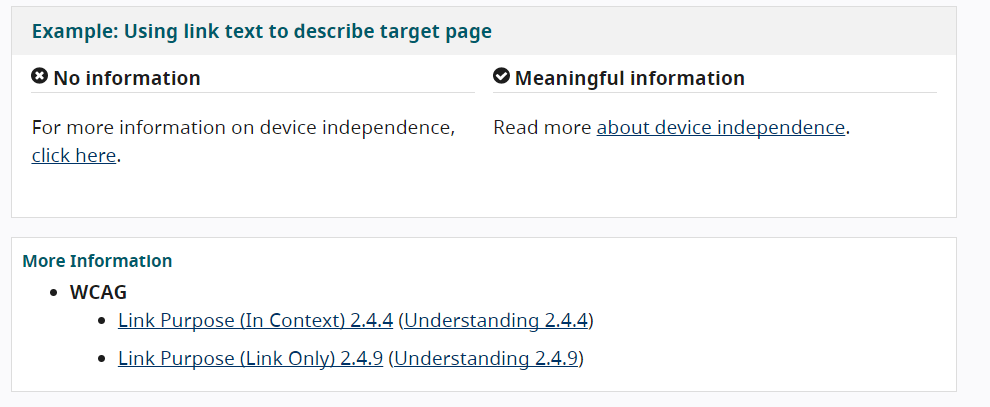 Example: Using link text to describe target page
No information
For more information on device independence,
click here.
Meaningful information
Read more about device independence.
More Information
WCAG
Link Purpose (In Context) 2.4.4 (Understanding 2.4.4)
Link Purpose (Link Only) 2.4.9 (Understanding 2.4.9)